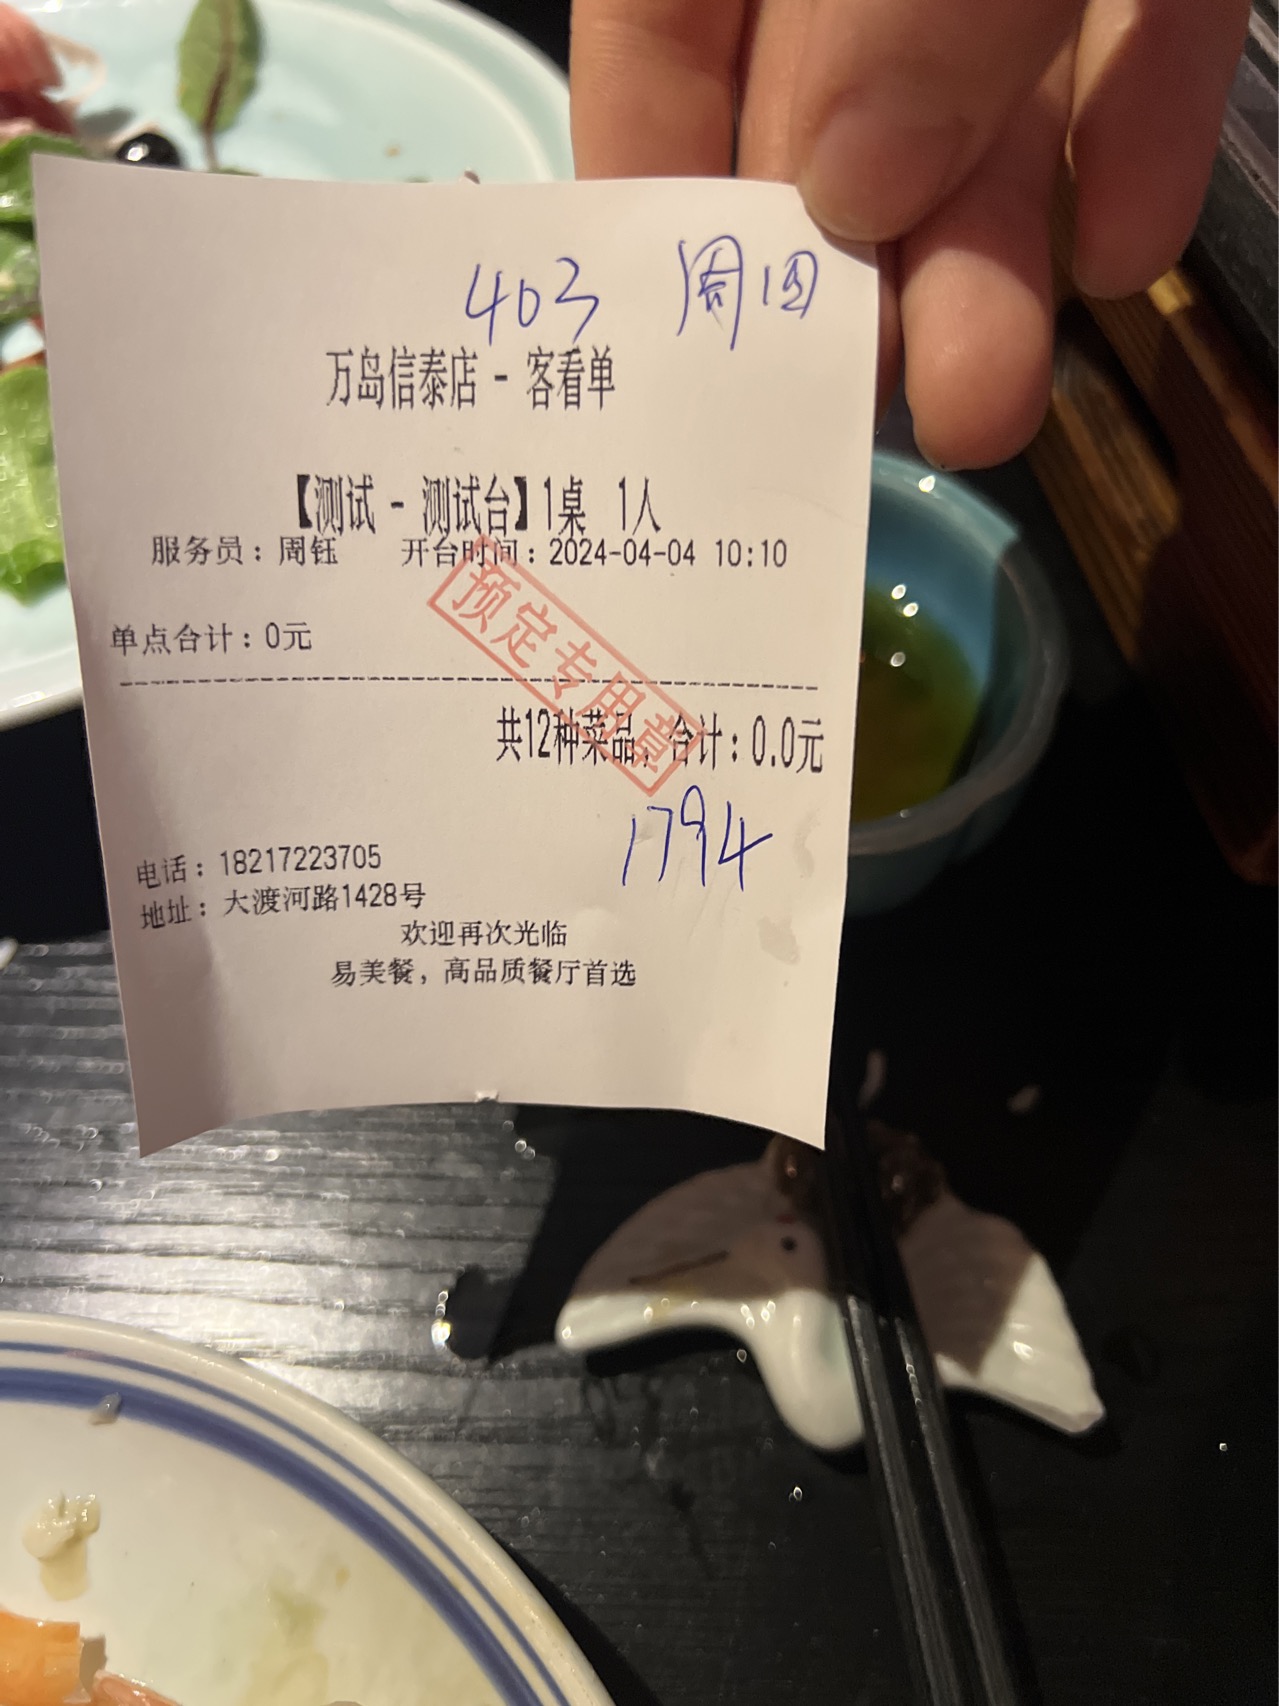 403 周四
万岛信泰店 - 客看单
【测试 - 测试台】1桌 1人
服务员：周钰 开台时间：2024-04-04 10:10
预定专用章
单点合计：0元
共12种菜品，合计：0.0元
1794
电话：18217223705
地址：大渡河路1428号
欢迎再次光临
易美餐，高品质餐厅首选